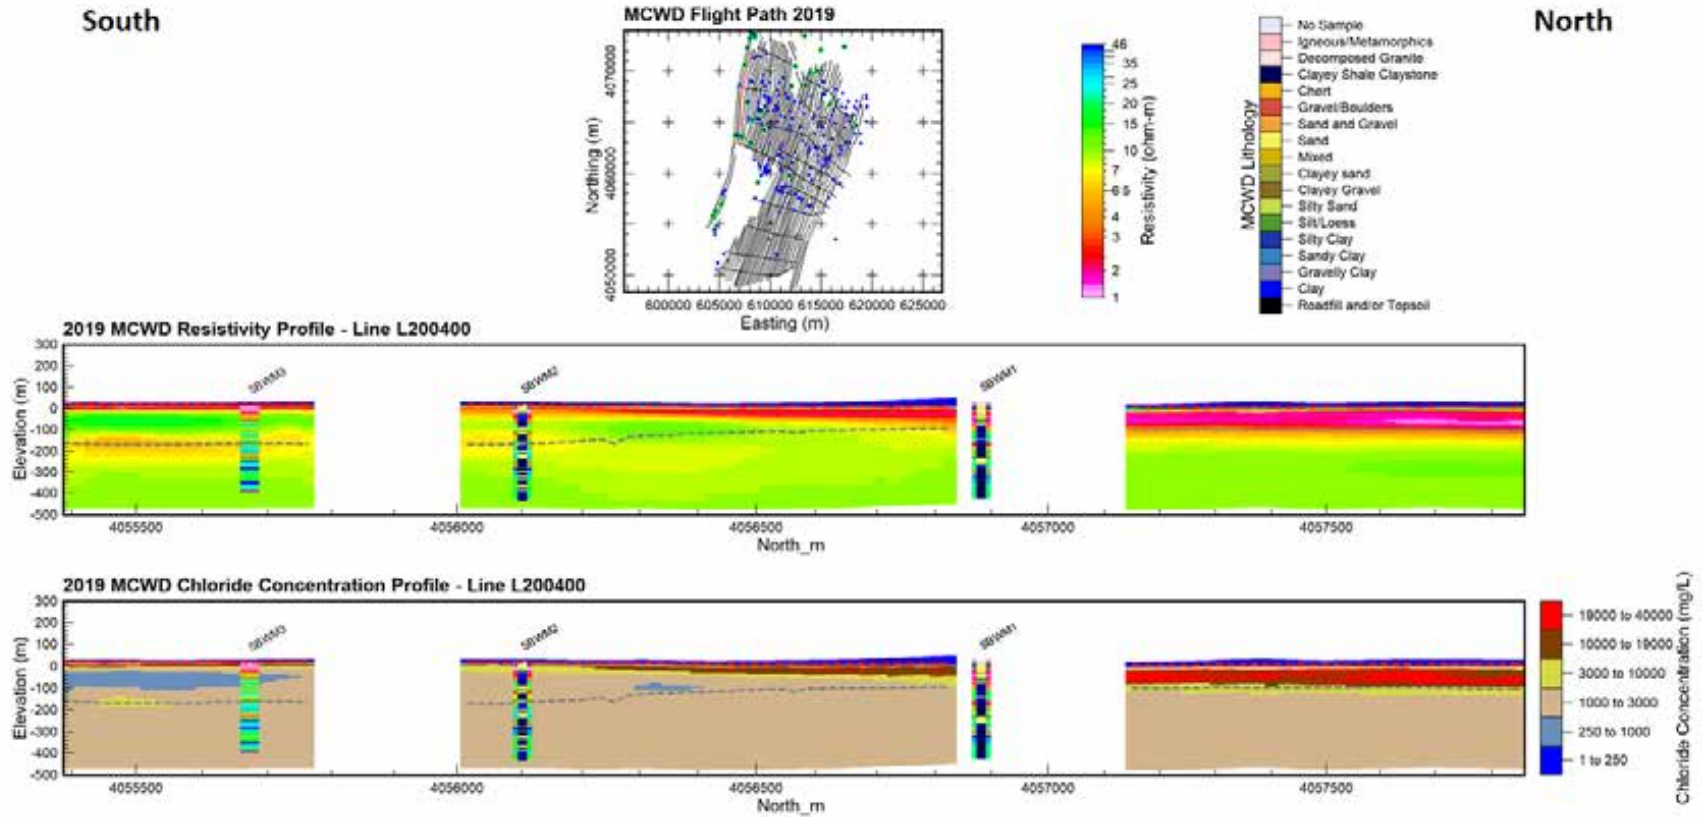 South
MCWD Flight Path 2019
North
Northing (m)
4070000
4060000
4050000
600000 605000 610000 615000 620000 625000
Easting (m)
46
35
25
20
15
10
7
6.5
4
3
2
1
Resistivity (ohm-m)
MCWD Lithology
No Sample
Igneous/Metamorphics
Decomposed Granite
Clayey Shale Claystone
Chert
Gravel/Boulders
Sand and Gravel
Sand
Mixed
Clayey sand
Clayey Gravel
Silty Sand
Silt/Loess
Silty Clay
Sandy Clay
Gravelly Clay
Clay
Roadfill and/or Topsoil
2019 MCWD Resistivity Profile - Line L200400
Elevation (m)
300
200
100
0
-100
-200
-300
-400
-500
SBWM3
SBWM2
SBWM1
4055500 4056000 4056500 4057000 4057500
North_m
2019 MCWD Chloride Concentration Profile - Line L200400
Elevation (m)
300
200
100
0
-100
-200
-300
-400
-500
SBWM3
SBWM2
SBWM1
4055500 4056000 4056500 4057000 4057500
North_m
19000 to 40000
10000 to 19000
3000 to 10000
1000 to 3000
250 to 1000
1 to 250
Chloride Concentration (mg/L)